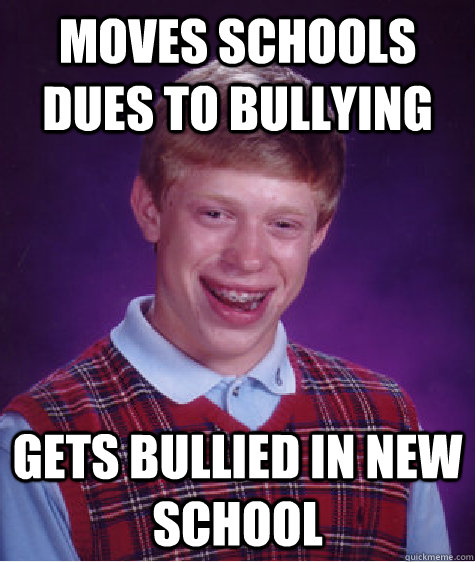 MOVES SCHOOLS
DUES TO BULLYING
GETS BULLIED IN NEW
SCHOOL
quickmeme.com